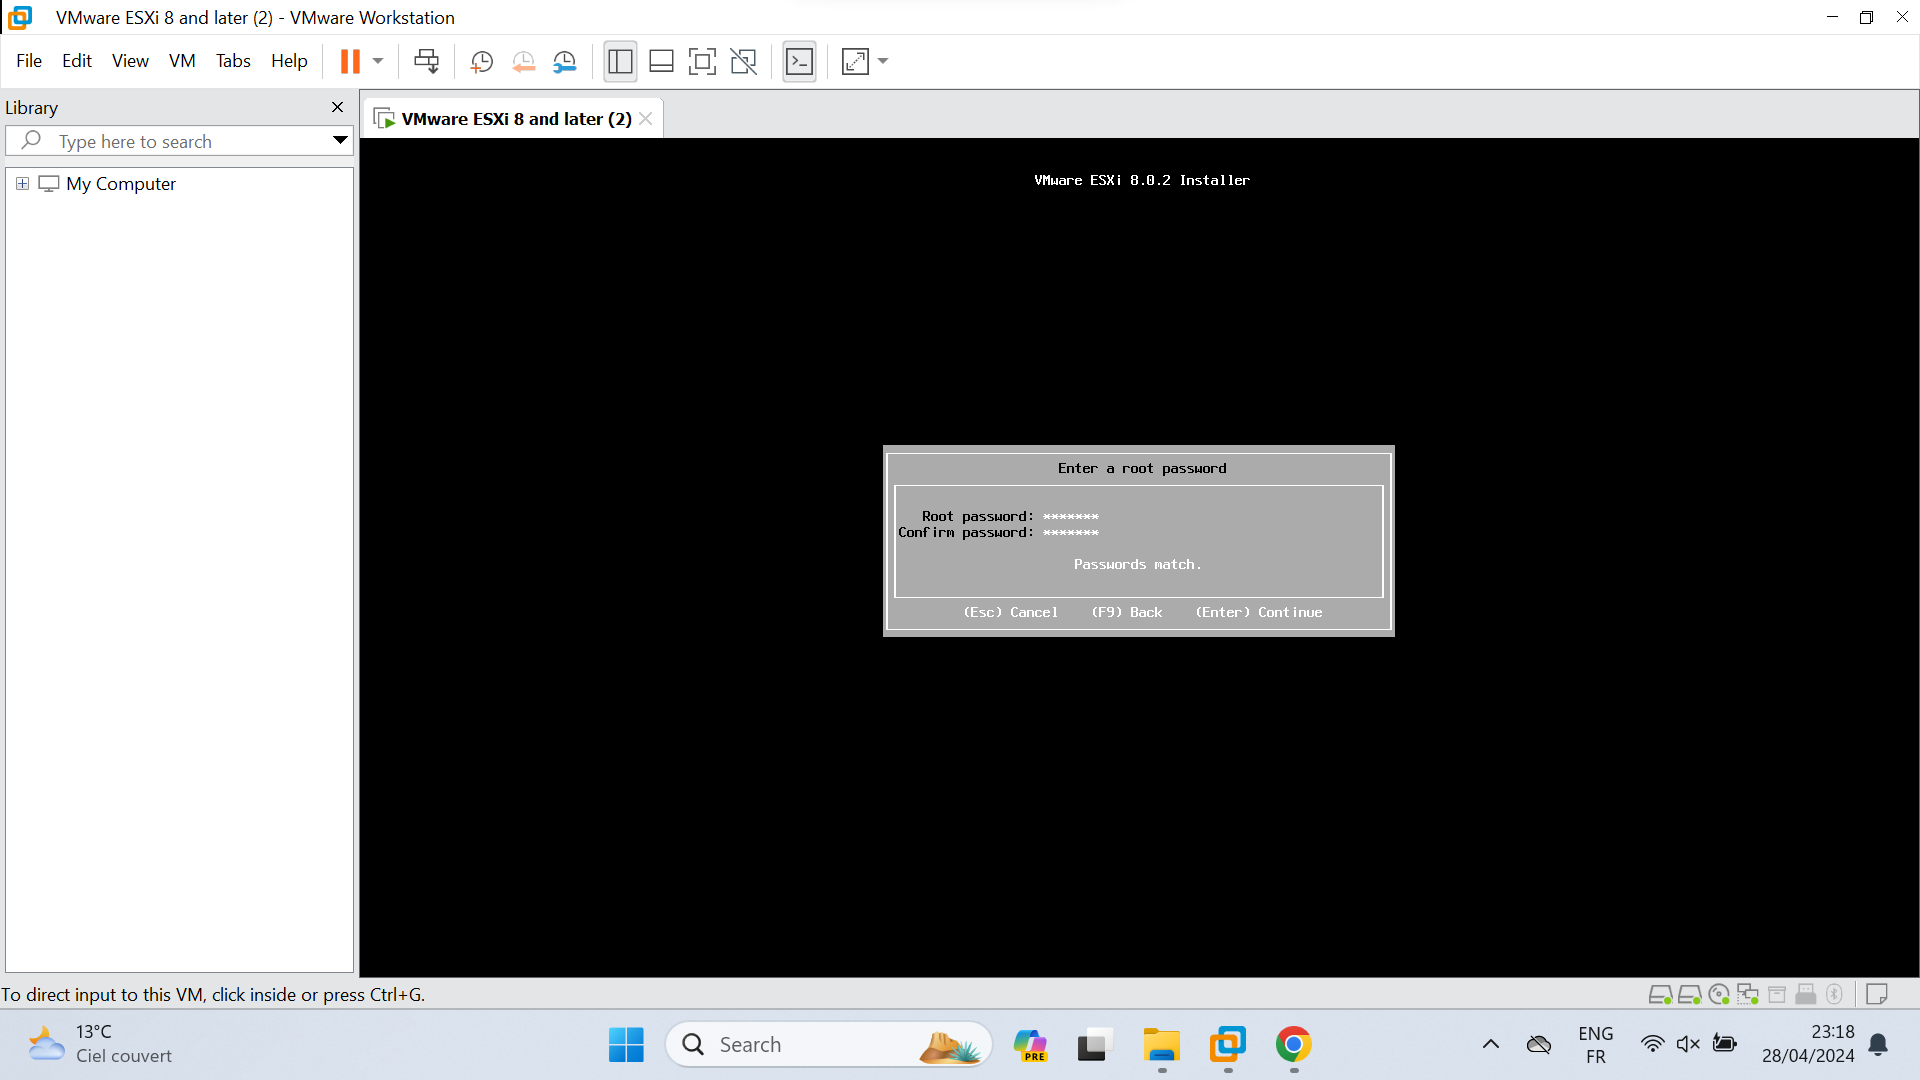 VMware ESXi 8 and later (2) - VMware Workstation
File Edit View VM Tabs Help
Library
Type here to search
My Computer
VMware ESXi 8 and later (2)
VMware ESXi 8.0.2 Installer
Enter a root password
Root password: *******
Confirm password: *******
Passwords match.
(Esc) Cancel (F9) Back (Enter) Continue
To direct input to this VM, click inside or press Ctrl+G.
13°C
Ciel couvert
Search
PRE
ENG
FR
23:18
28/04/2024